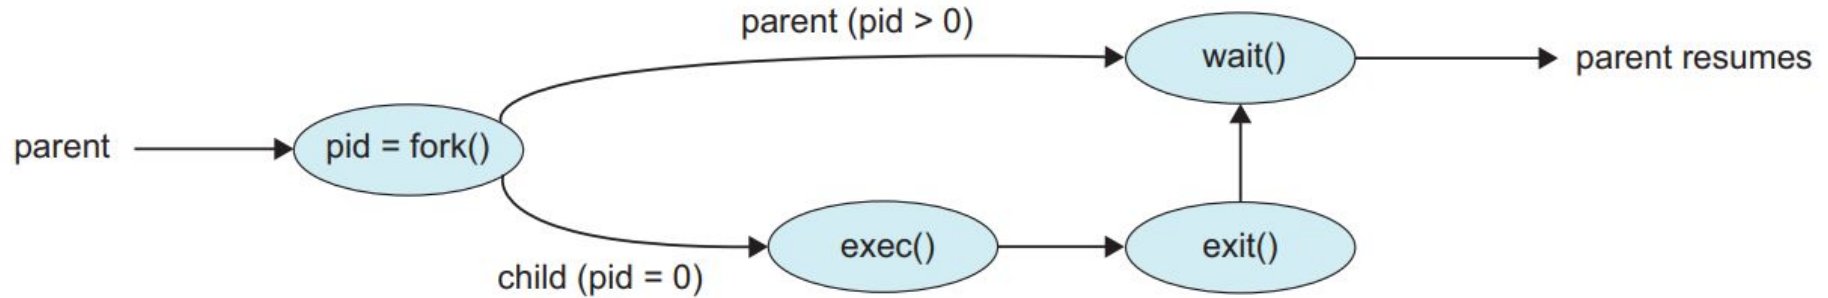 parent (pid > 0)
wait()
parent resumes
parent
pid = fork()
exec()
exit()
child (pid = 0)